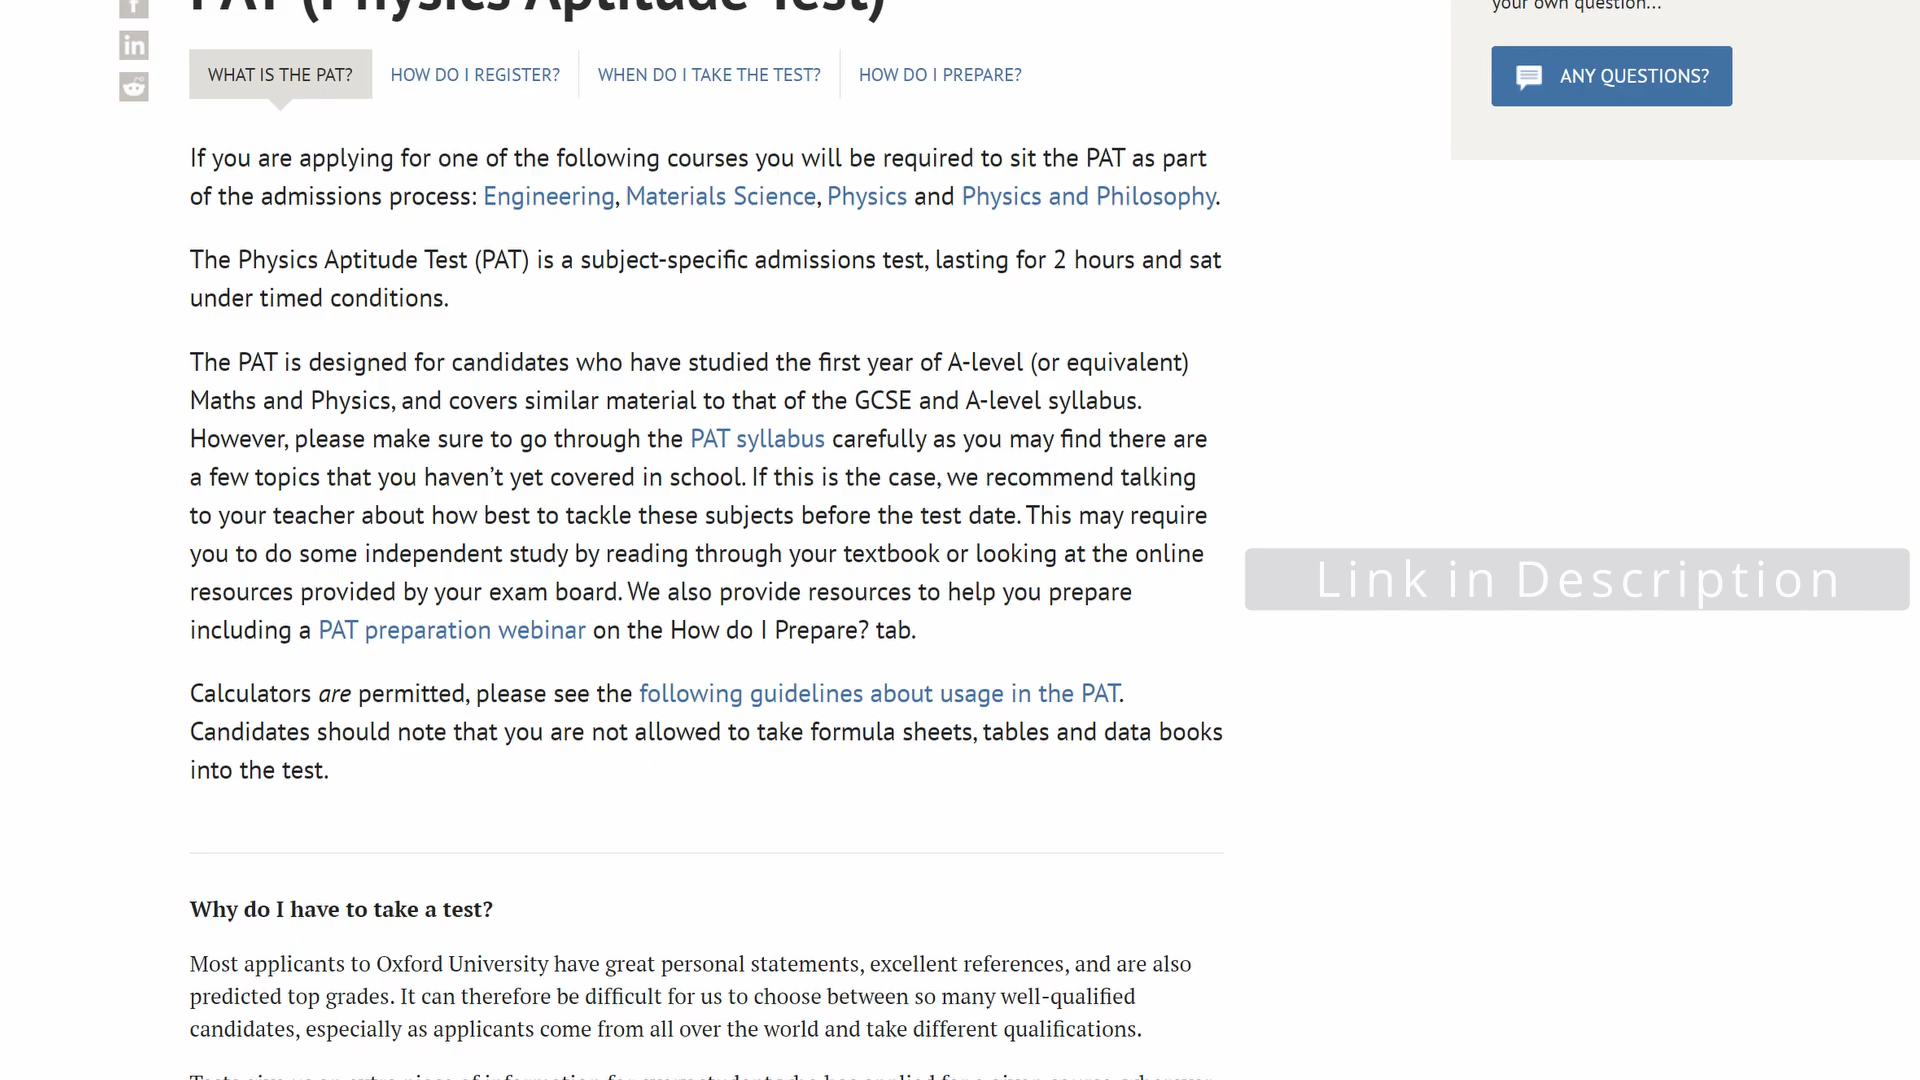 PAT (Physics Aptitude Test)
your own question...
ANY QUESTIONS?
WHAT IS THE PAT?
HOW DO I REGISTER?
WHEN DO I TAKE THE TEST?
HOW DO I PREPARE?
If you are applying for one of the following courses you will be required to sit the PAT as part
of the admissions process: Engineering, Materials Science, Physics and Physics and Philosophy.
The Physics Aptitude Test (PAT) is a subject-specific admissions test, lasting for 2 hours and sat
under timed conditions.
The PAT is designed for candidates who have studied the first year of A-level (or equivalent)
Maths and Physics, and covers similar material to that of the GCSE and A-level syllabus.
However, please make sure to go through the PAT syllabus carefully as you may find there are
a few topics that you haven’t yet covered in school. If this is the case, we recommend talking
to your teacher about how best to tackle these subjects before the test date. This may require
you to do some independent study by reading through your textbook or looking at the online
resources provided by your exam board. We also provide resources to help you prepare
including a PAT preparation webinar on the How do I Prepare? tab.
Link in Description
Calculators are permitted, please see the following guidelines about usage in the PAT.
Candidates should note that you are not allowed to take formula sheets, tables and data books
into the test.
Why do I have to take a test?
Most applicants to Oxford University have great personal statements, excellent references, and are also
predicted top grades. It can therefore be difficult for us to choose between so many well-qualified
candidates, especially as applicants come from all over the world and take different qualifications.